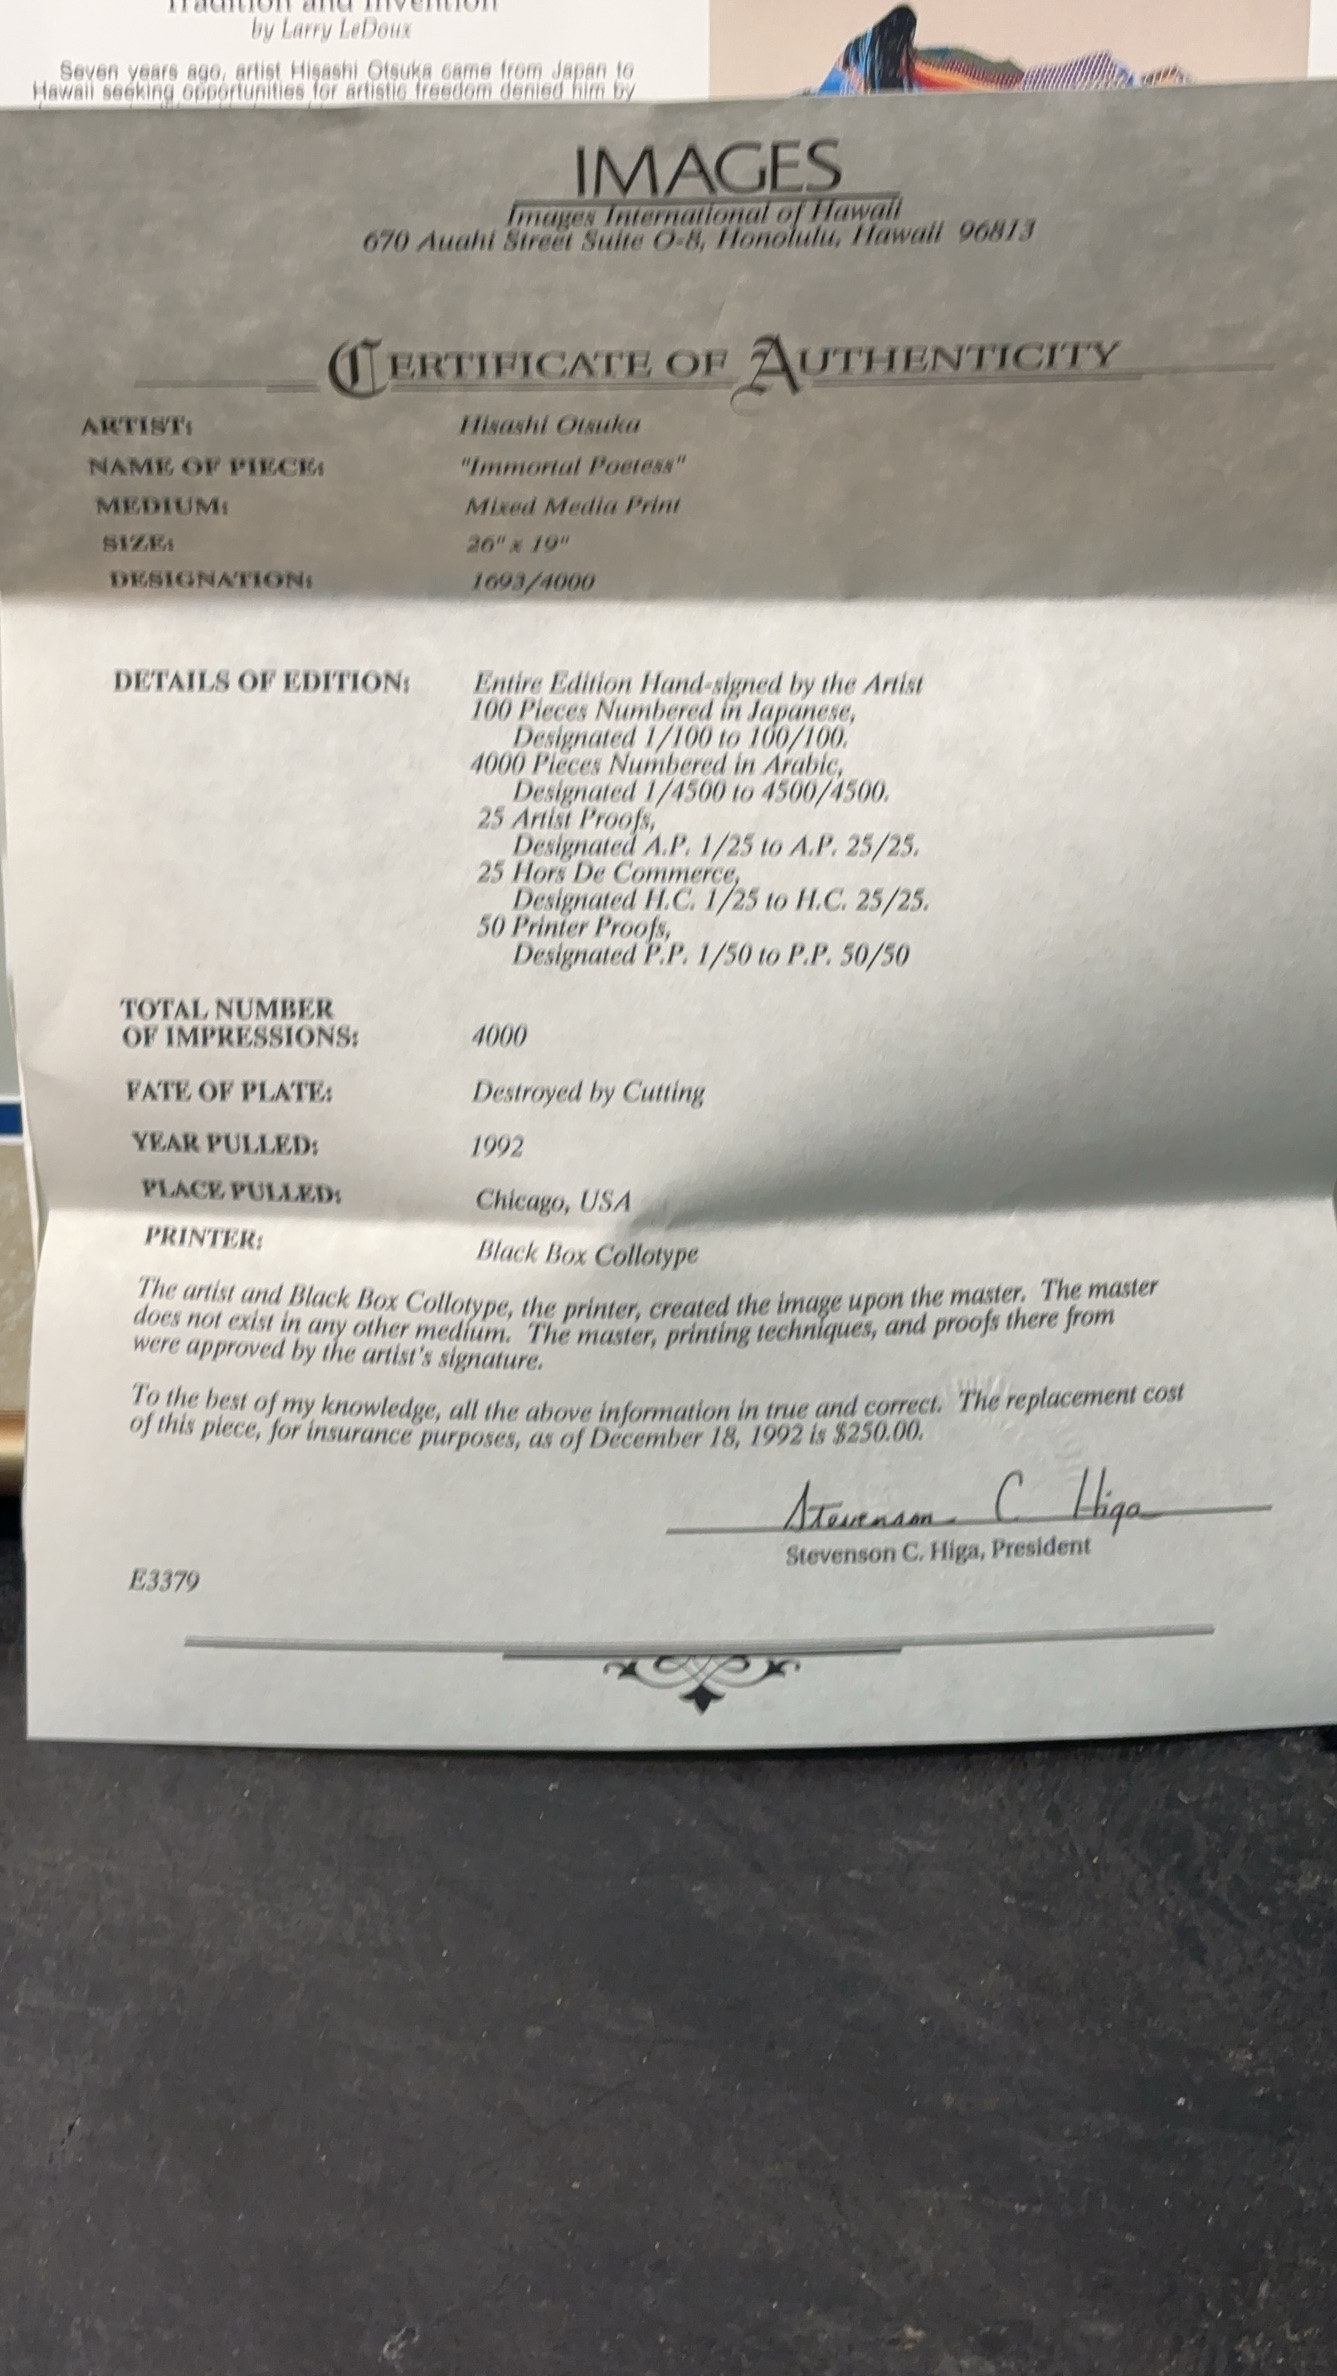 Tradition and Invention
by Larry LeDoux
Seven years ago, artist Hisashi Otsuka came from Japan to
Hawaii seeking opportunities for artistic freedom denied him by
IMAGES
Images International of Hawaii
670 Auahi Street Suite O-8, Honolulu, Hawaii 96813
CERTIFICATE OF AUTHENTICITY
ARTIST: Hisashi Otsuka
NAME OF PIECE: "Immortal Poetess"
MEDIUM: Mixed Media Print
SIZE: 26" x 19"
DESIGNATION: 1693/4000
DETAILS OF EDITION: Entire Edition Hand-signed by the Artist
100 Pieces Numbered in Japanese,
Designated 1/100 to 100/100.
4000 Pieces Numbered in Arabic,
Designated 1/4500 to 4500/4500.
25 Artist Proofs,
Designated A.P. 1/25 to A.P. 25/25.
25 Hors De Commerce,
Designated H.C. 1/25 to H.C. 25/25.
50 Printer Proofs,
Designated P.P. 1/50 to P.P. 50/50
TOTAL NUMBER
OF IMPRESSIONS: 4000
FATE OF PLATE: Destroyed by Cutting
YEAR PULLED: 1992
PLACE PULLED: Chicago, USA
PRINTER: Black Box Collotype
The artist and Black Box Collotype, the printer, created the image upon the master. The master
does not exist in any other medium. The master, printing techniques, and proofs there from
were approved by the artist's signature.
To the best of my knowledge, all the above information in true and correct. The replacement cost
of this piece, for insurance purposes, as of December 18, 1992 is $250.00.
Stevenson C Higa
Stevenson C. Higa, President
E3379